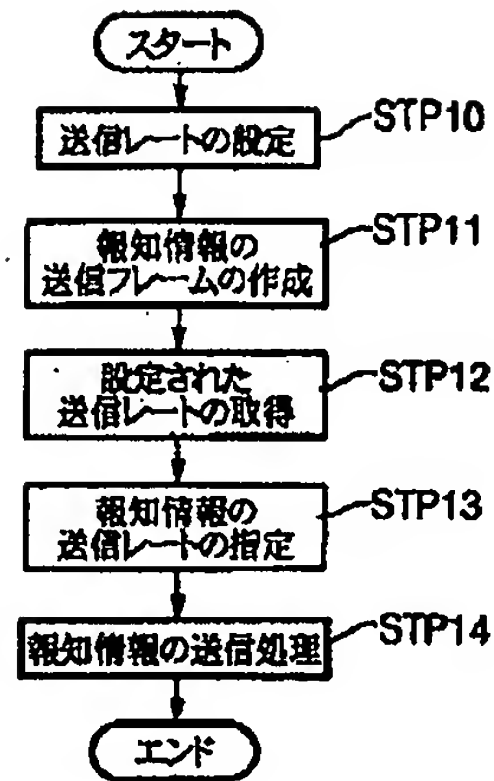 スタート
送信レートの設定
STP10
報知情報の
送信フレームの作成
STP11
設定された
送信レートの取得
STP12
報知情報の
送信レートの指定
STP13
報知情報の送信処理
STP14
エンド